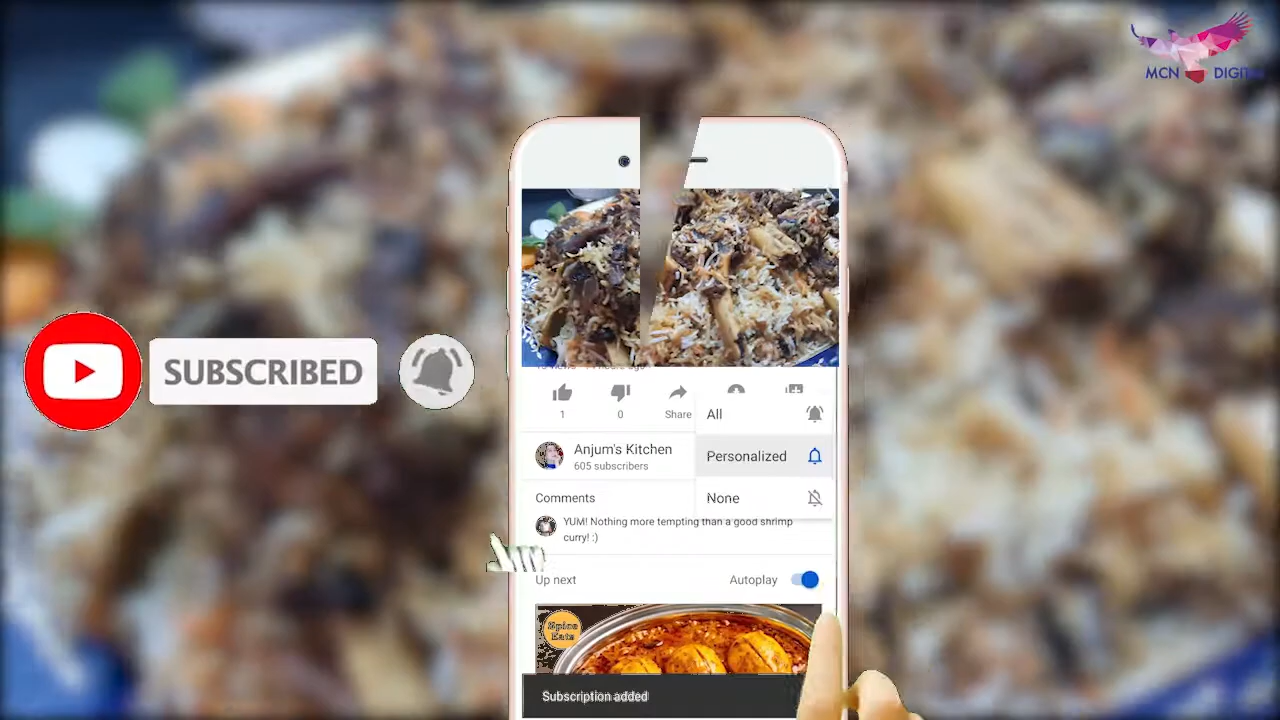 MCN DIGITAL
SUBSCRIBED
1
0
Share
All
Anjum's Kitchen
605 subscribers
Personalized
Comments
None
YUM! Nothing more tempting than a good shrimp
curry! :)
Up next
Autoplay
Spice
Eats
Subscription added